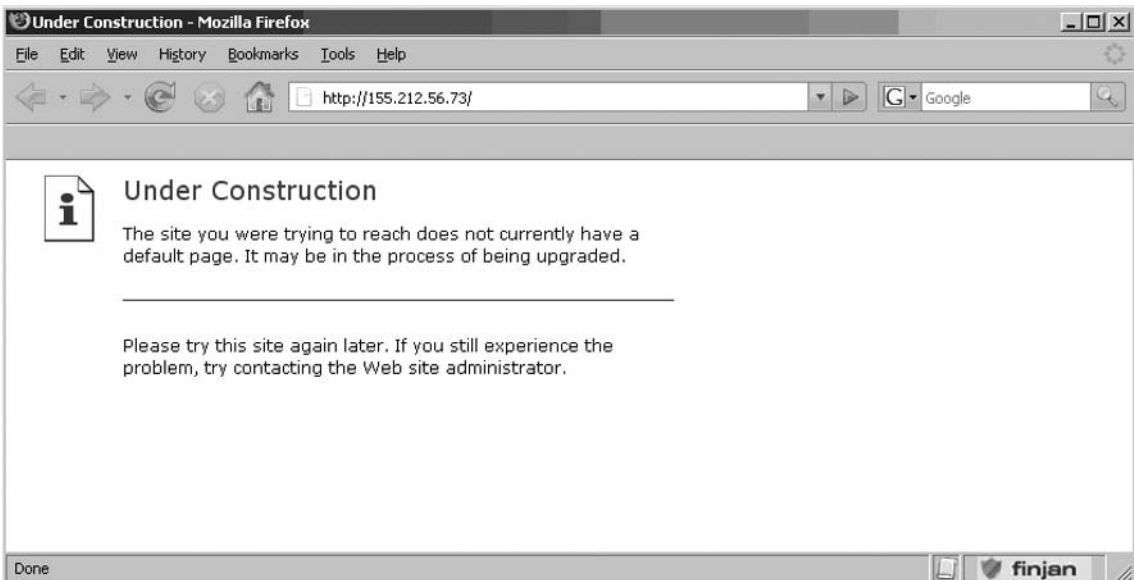 Under Construction - Mozilla Firefox
File Edit View History Bookmarks Tools Help
http://155.212.56.73/
G Google
i
Under Construction
The site you were trying to reach does not currently have a
default page. It may be in the process of being upgraded.
Please try this site again later. If you still experience the
problem, try contacting the Web site administrator.
Done
finjan